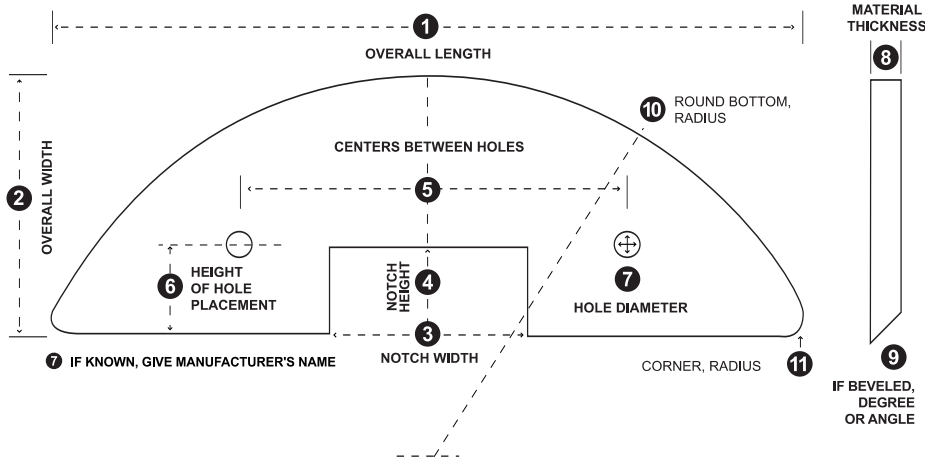 1
OVERALL LENGTH
MATERIAL
THICKNESS
8
10 ROUND BOTTOM,
RADIUS
CENTERS BETWEEN HOLES
2
OVERALL WIDTH
5
6
HEIGHT
OF HOLE
PLACEMENT
NOTCH
HEIGHT
4
7
HOLE DIAMETER
3
NOTCH WIDTH
7 IF KNOWN, GIVE MANUFACTURER'S NAME
CORNER, RADIUS
11
9
IF BEVELED,
DEGREE
OR ANGLE